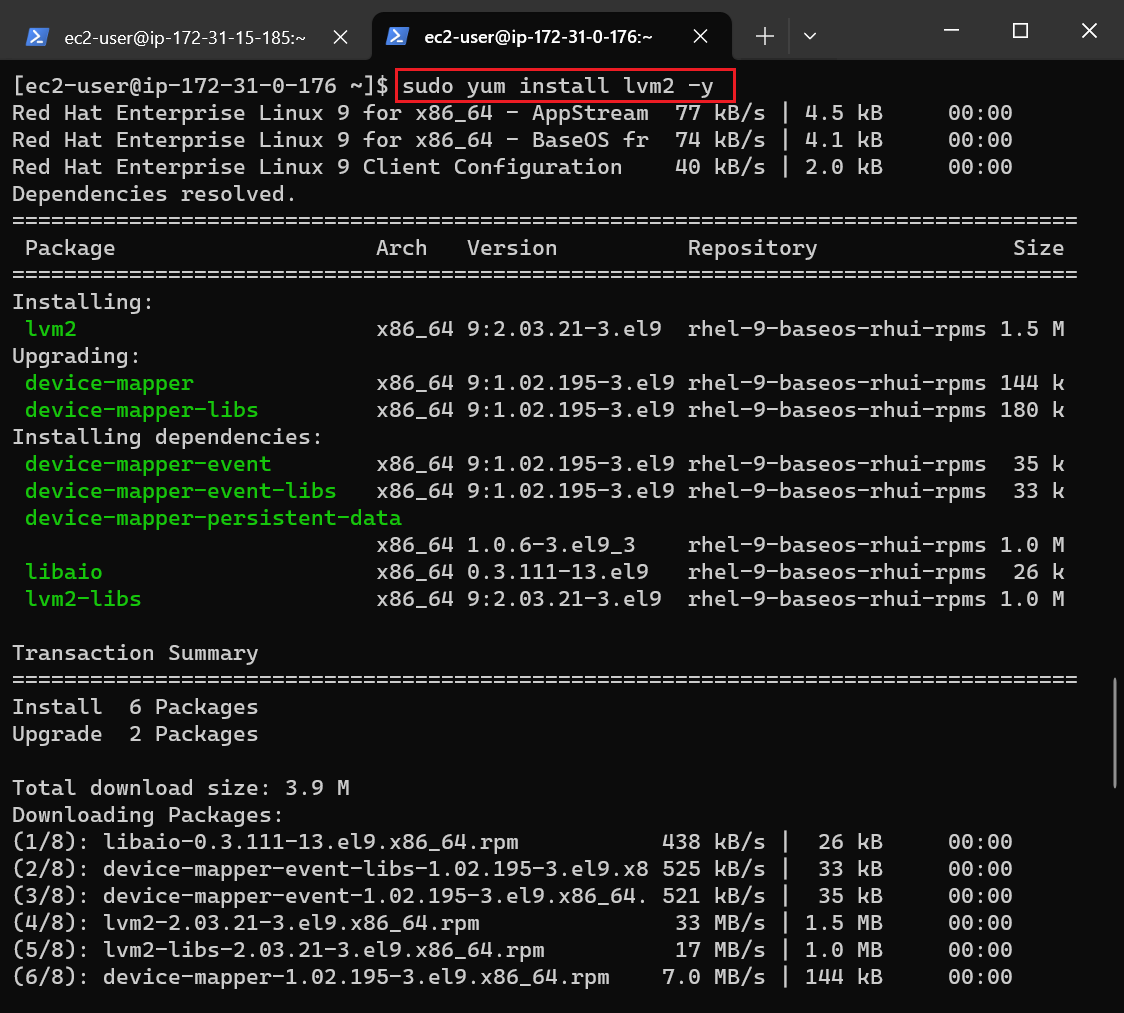 ec2-user@ip-172-31-15-185:~ ec2-user@ip-172-31-0-176:~
[ec2-user@ip-172-31-0-176 ~]$ sudo yum install lvm2 -y
Red Hat Enterprise Linux 9 for x86_64 - AppStream  77 kB/s | 4.5 kB     00:00
Red Hat Enterprise Linux 9 for x86_64 - BaseOS fr  74 kB/s | 4.1 kB     00:00
Red Hat Enterprise Linux 9 Client Configuration    40 kB/s | 2.0 kB     00:00
Dependencies resolved.
==================================================================================
 Package                    Arch   Version          Repository               Size
==================================================================================
Installing:
 lvm2                       x86_64 9:2.03.21-3.el9  rhel-9-baseos-rhui-rpms 1.5 M
Upgrading:
 device-mapper              x86_64 9:1.02.195-3.el9 rhel-9-baseos-rhui-rpms 144 k
 device-mapper-libs         x86_64 9:1.02.195-3.el9 rhel-9-baseos-rhui-rpms 180 k
Installing dependencies:
 device-mapper-event        x86_64 9:1.02.195-3.el9 rhel-9-baseos-rhui-rpms  35 k
 device-mapper-event-libs   x86_64 9:1.02.195-3.el9 rhel-9-baseos-rhui-rpms  33 k
 device-mapper-persistent-data
                            x86_64 1.0.6-3.el9_3    rhel-9-baseos-rhui-rpms 1.0 M
 libaio                     x86_64 0.3.111-13.el9   rhel-9-baseos-rhui-rpms  26 k
 lvm2-libs                  x86_64 9:2.03.21-3.el9  rhel-9-baseos-rhui-rpms 1.0 M
Transaction Summary
==================================================================================
Install  6 Packages
Upgrade  2 Packages
Total download size: 3.9 M
Downloading Packages:
(1/8): libaio-0.3.111-13.el9.x86_64.rpm           438 kB/s |  26 kB     00:00
(2/8): device-mapper-event-libs-1.02.195-3.el9.x8 525 kB/s |  33 kB     00:00
(3/8): device-mapper-event-1.02.195-3.el9.x86_64. 521 kB/s |  35 kB     00:00
(4/8): lvm2-2.03.21-3.el9.x86_64.rpm               33 MB/s | 1.5 MB     00:00
(5/8): lvm2-libs-2.03.21-3.el9.x86_64.rpm          17 MB/s | 1.0 MB     00:00
(6/8): device-mapper-1.02.195-3.el9.x86_64.rpm    7.0 MB/s | 144 kB     00:00